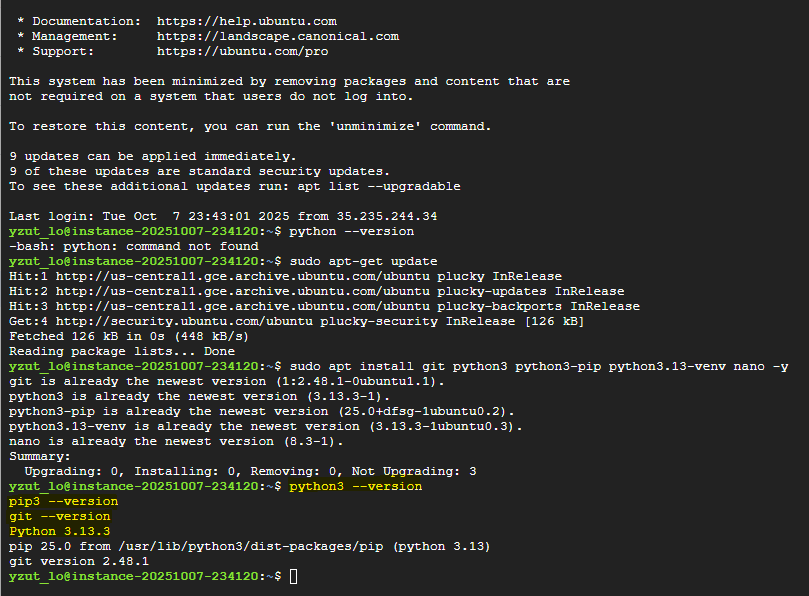 * Documentation:  https://help.ubuntu.com
* Management:     https://landscape.canonical.com
* Support:        https://ubuntu.com/pro
This system has been minimized by removing packages and content that are
not required on a system that users do not log into.
To restore this content, you can run the 'unminimize' command.
9 updates can be applied immediately.
9 of these updates are standard security updates.
To see these additional updates run: apt list --upgradable
Last login: Tue Oct  7 23:43:01 2025 from 35.235.244.34
yzut_lo@instance-20251007-234120:~$ python --version
-bash: python: command not found
yzut_lo@instance-20251007-234120:~$ sudo apt-get update
Hit:1 http://us-central1.gce.archive.ubuntu.com/ubuntu plucky InRelease
Hit:2 http://us-central1.gce.archive.ubuntu.com/ubuntu plucky-updates InRelease
Hit:3 http://us-central1.gce.archive.ubuntu.com/ubuntu plucky-backports InRelease
Get:4 http://security.ubuntu.com/ubuntu plucky-security InRelease [126 kB]
Fetched 126 kB in 0s (448 kB/s)
Reading package lists... Done
yzut_lo@instance-20251007-234120:~$ sudo apt install git python3 python3-pip python3.13-venv nano -y
git is already the newest version (1:2.48.1-0ubuntu1.1).
python3 is already the newest version (3.13.3-1).
python3-pip is already the newest version (25.0+dfsg-1ubuntu0.2).
python3.13-venv is already the newest version (3.13.3-1ubuntu0.3).
nano is already the newest version (8.3-1).
Summary:
  Upgrading: 0, Installing: 0, Removing: 0, Not Upgrading: 3
yzut_lo@instance-20251007-234120:~$ python3 --version
pip3 --version
git --version
Python 3.13.3
pip 25.0 from /usr/lib/python3/dist-packages/pip (python 3.13)
git version 2.48.1
yzut_lo@instance-20251007-234120:~$